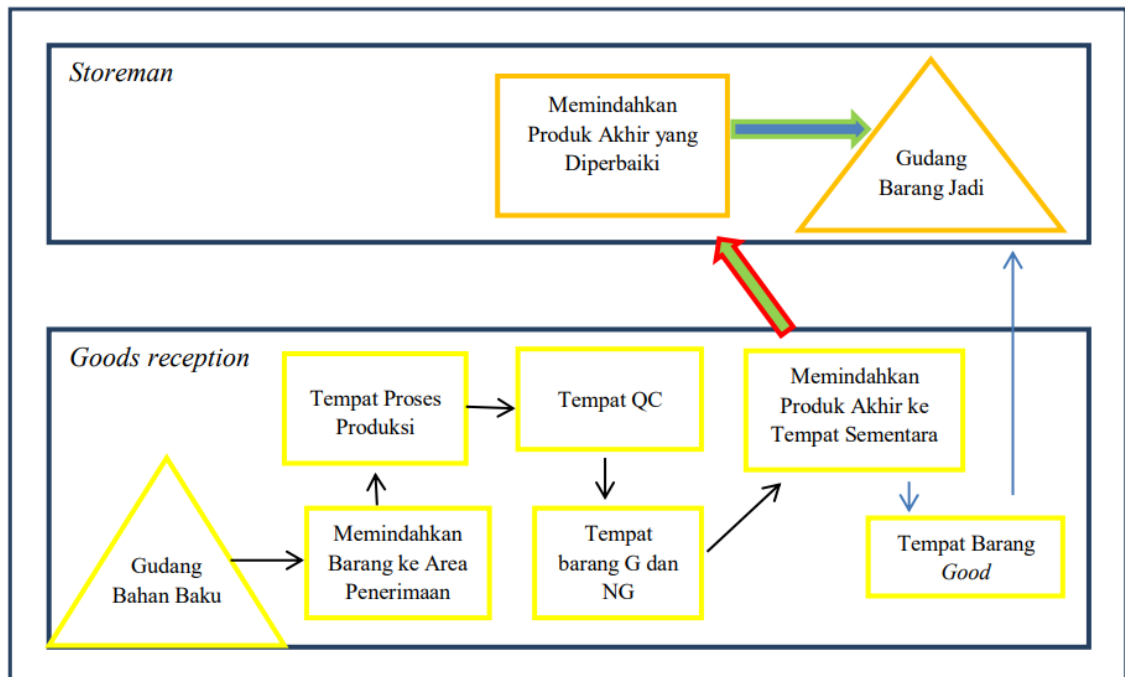 Storeman
Memindahkan
Produk Akhir yang
Diperbaiki
Gudang
Barang Jadi
Goods reception
Gudang
Bahan Baku
Memindahkan
Barang ke Area
Penerimaan
Tempat Proses
Produksi
Tempat QC
Tempat
barang G dan
NG
Memindahkan
Produk Akhir ke
Tempat Sementara
Tempat Barang
Good